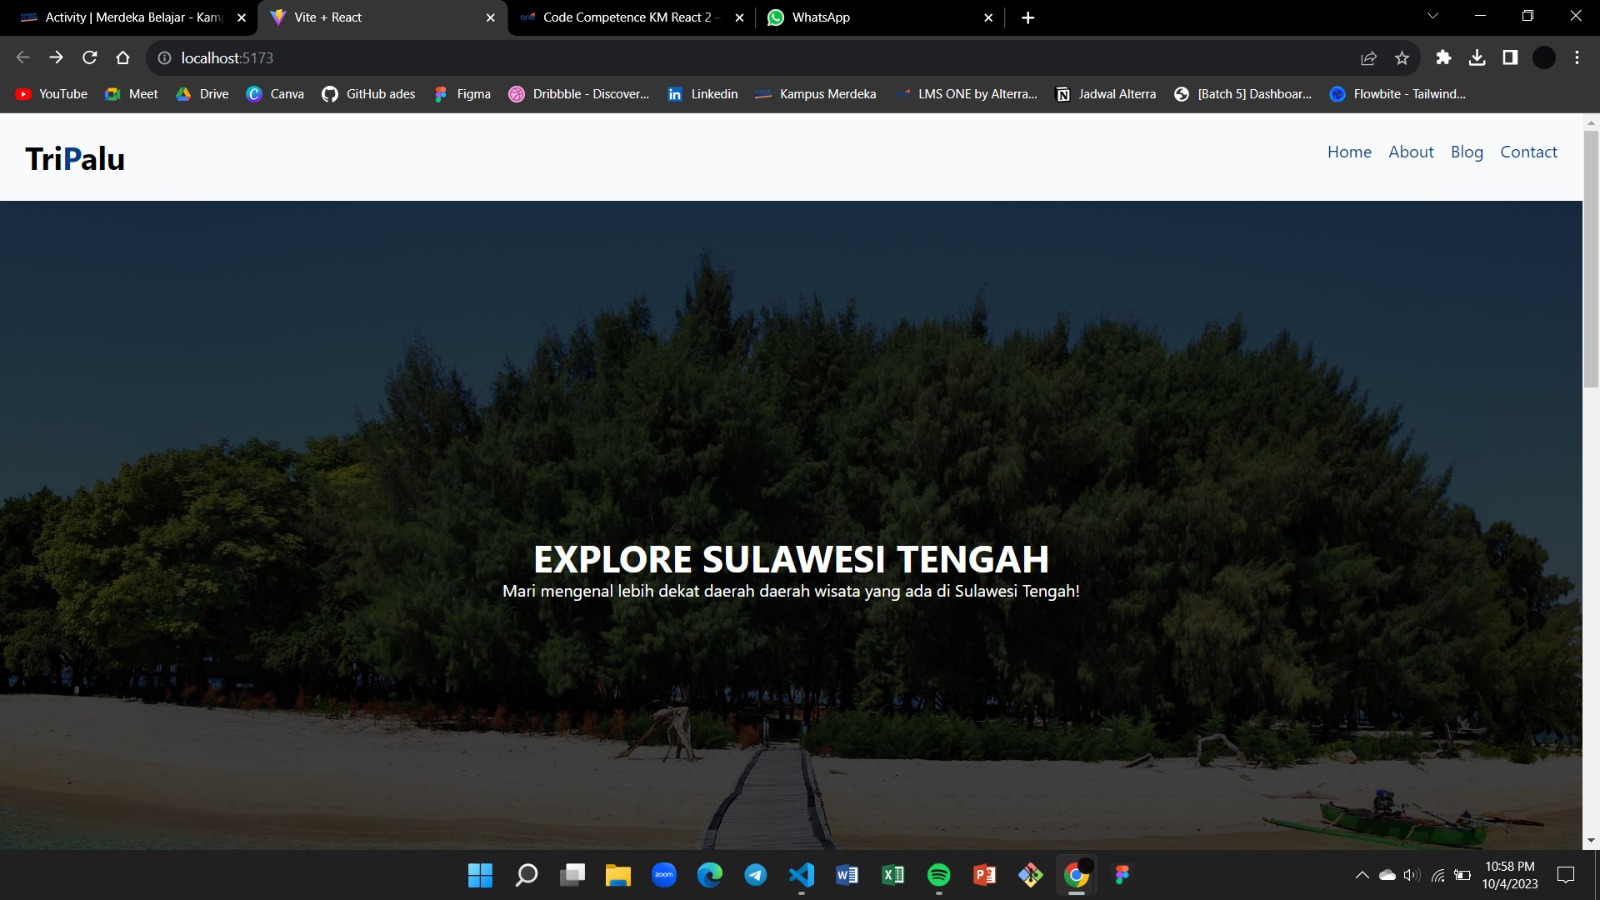 Activity | Merdeka Belajar - Kam
Vite + React
Code Competence KM React 2 -
WhatsApp
localhost:5173
YouTube
Meet
Drive
Canva
GitHub ades
Figma
Dribbble - Discover...
Linkedin
Kampus Merdeka
LMS ONE by Alterra...
Jadwal Alterra
[Batch 5] Dashboar...
Flowbite - Tailwind...
TriPalu
Home About Blog Contact
EXPLORE SULAWESI TENGAH
Mari mengenal lebih dekat daerah daerah wisata yang ada di Sulawesi Tengah!
zoom
10:58 PM
10/4/2023